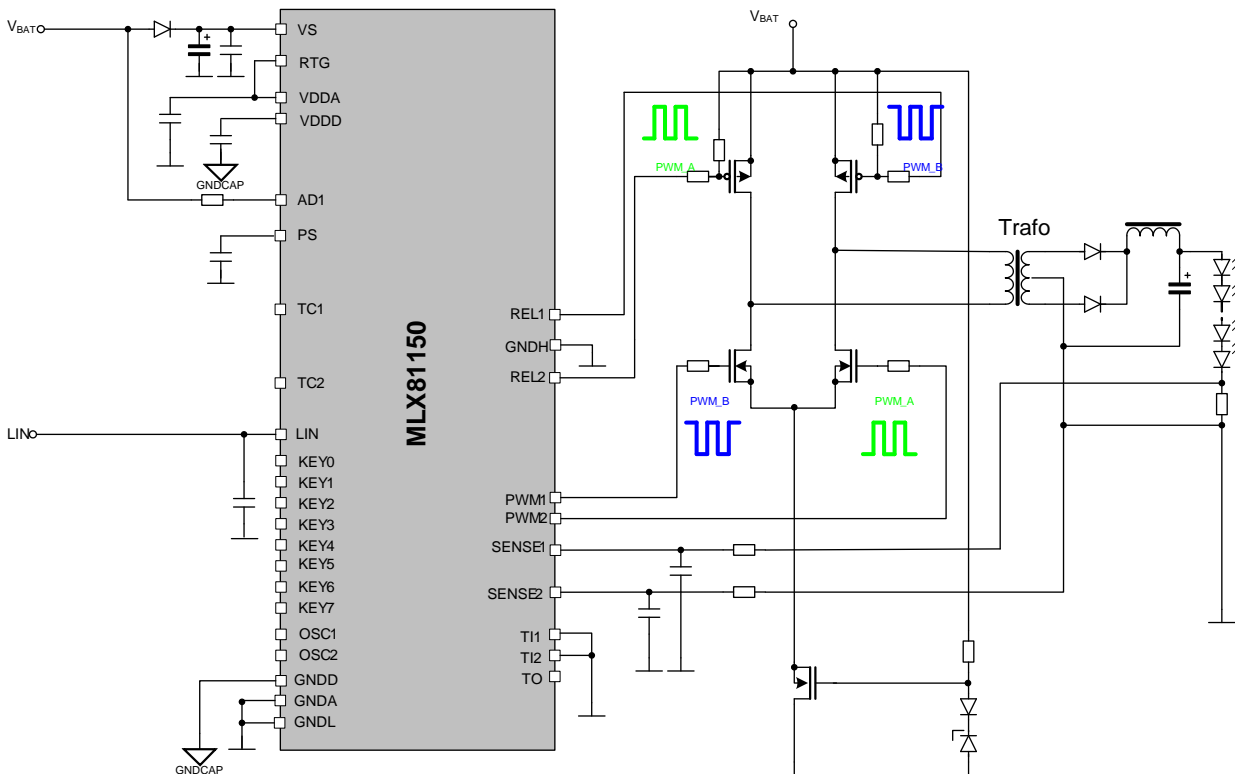 VBAT
VBAT
VS
RTG
VDDA
VDDD
GNDCAP
AD1
PS
TC1
TC2
LIN
LIN
KEY0
KEY1
KEY2
KEY3
KEY4
KEY5
KEY6
KEY7
OSC1
OSC2
GNDD
GNDA
GNDL
GNDCAP
MLX81150
REL1
GNDH
REL2
PWM1
PWM2
SENSE1
SENSE2
TI1
TI2
TO
PWM_A
PWM_B
PWM_B
PWM_A
Trafo
+
+